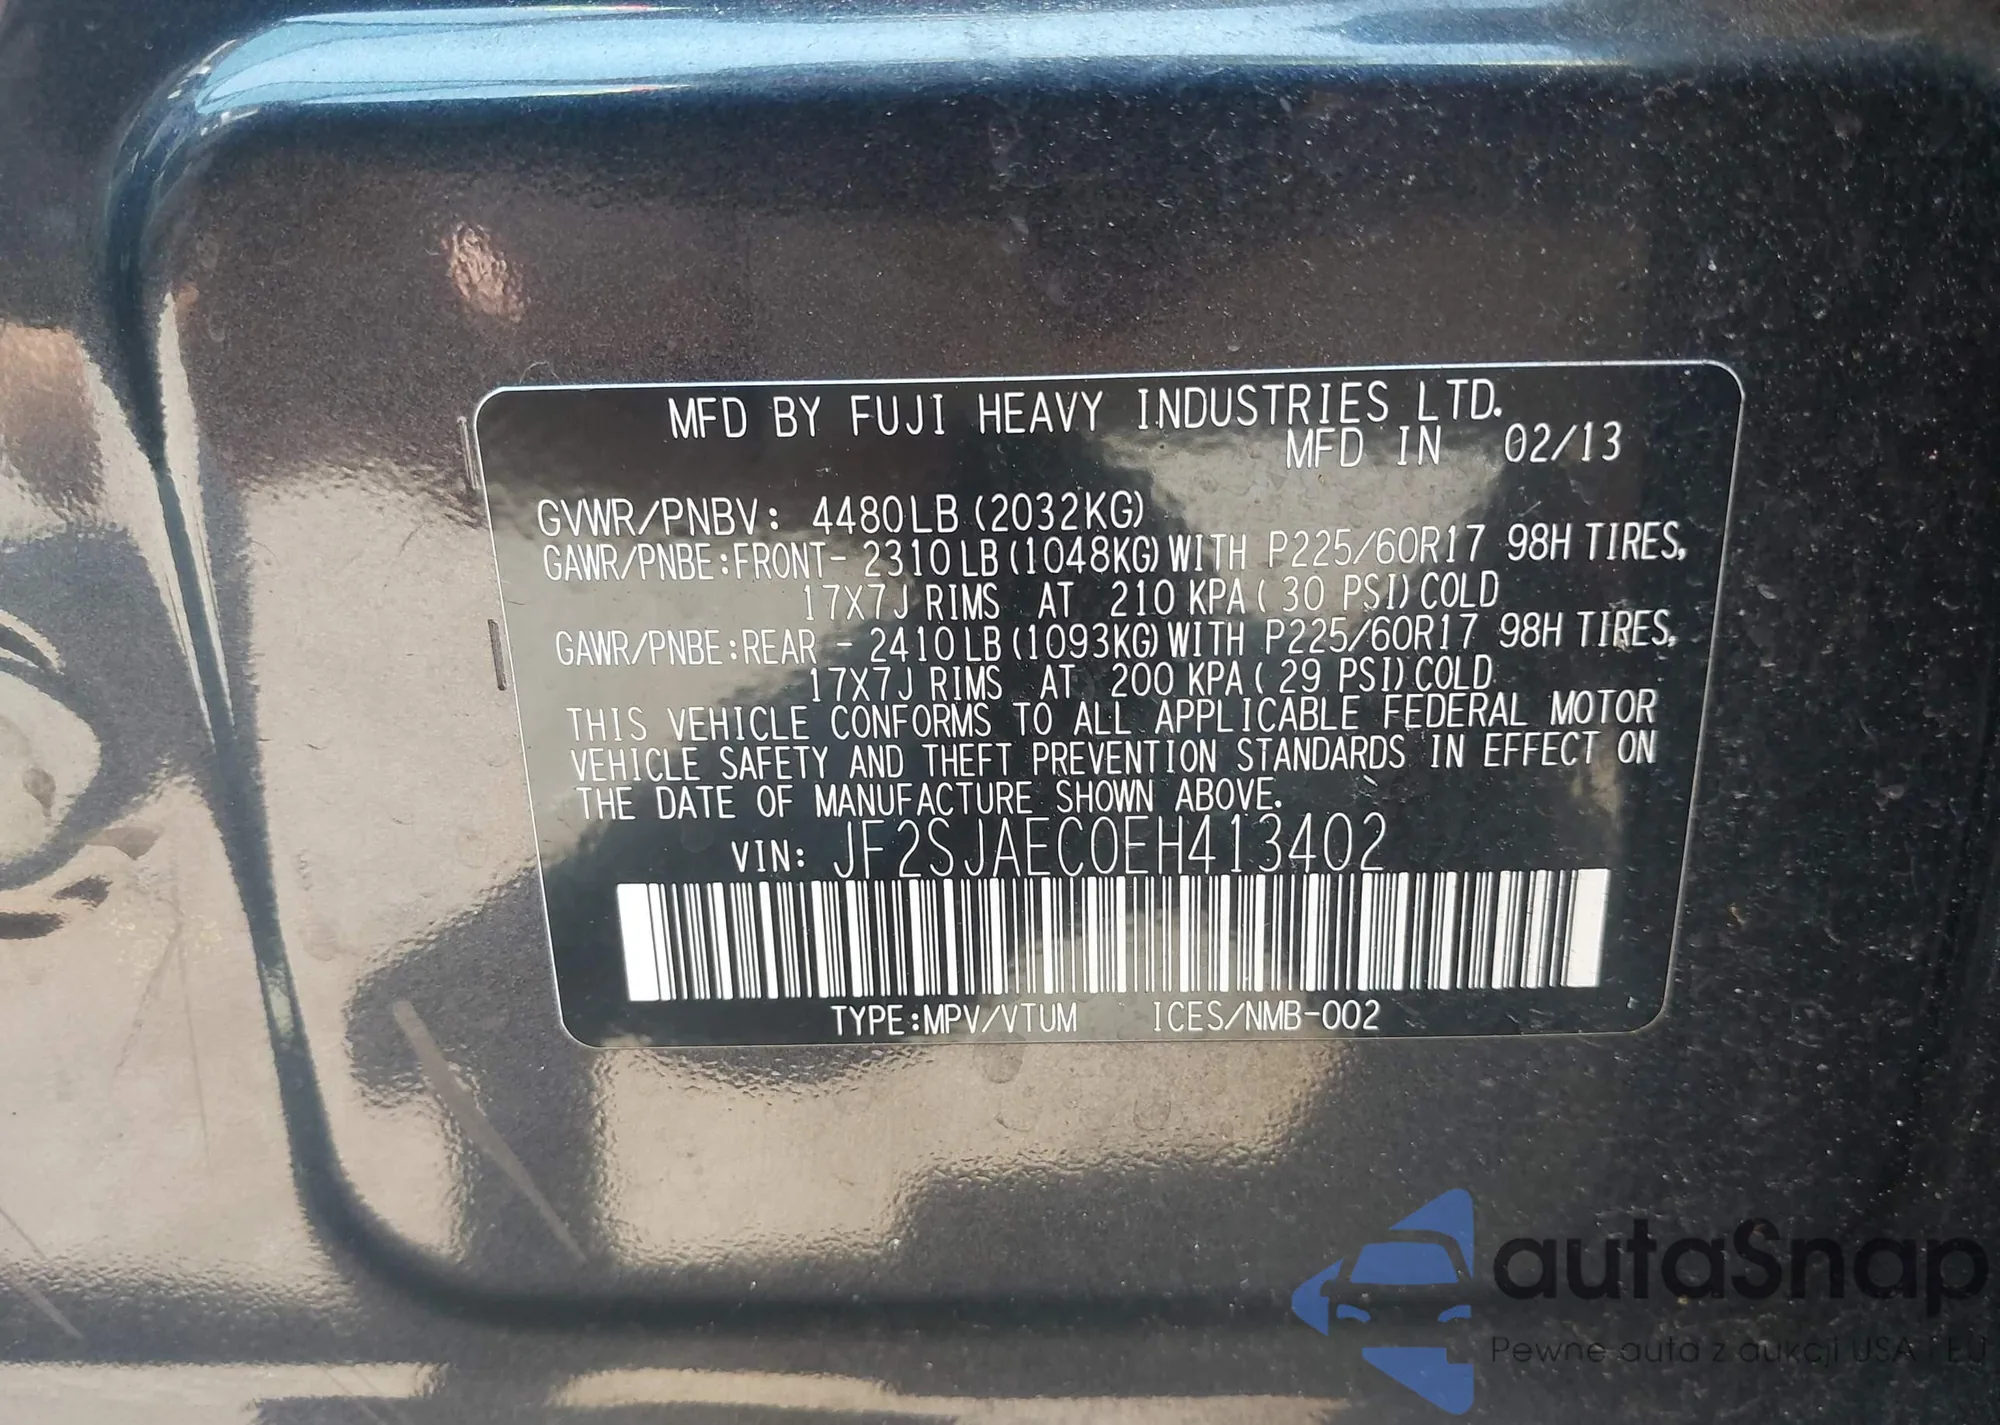 MFD BY FUJI HEAVY INDUSTRIES LTD.
MFD IN 02/13
GVWR/PNBV: 4480LB (2032KG)
GAWR/PNBE:FRONT- 2310LB (1048KG) WITH P225/60R17 98H TIRES,
17X7J RIMS AT 210 KPA( 30 PSI) COLD
GAWR/PNBE:REAR - 2410LB (1093KG) WITH P225/60R17 98H TIRES,
17X7J RIMS AT 200 KPA( 29 PSI) COLD
THIS VEHICLE CONFORMS TO ALL APPLICABLE FEDERAL MOTOR
VEHICLE SAFETY AND THEFT PREVENTION STANDARDS IN EFFECT ON
THE DATE OF MANUFACTURE SHOWN ABOVE.
VIN: JF2SJAEC0EH413402
TYPE:MPV/VTUM ICES/NMB-002
autaSnap
Pewne auta z aukcji USA i EU